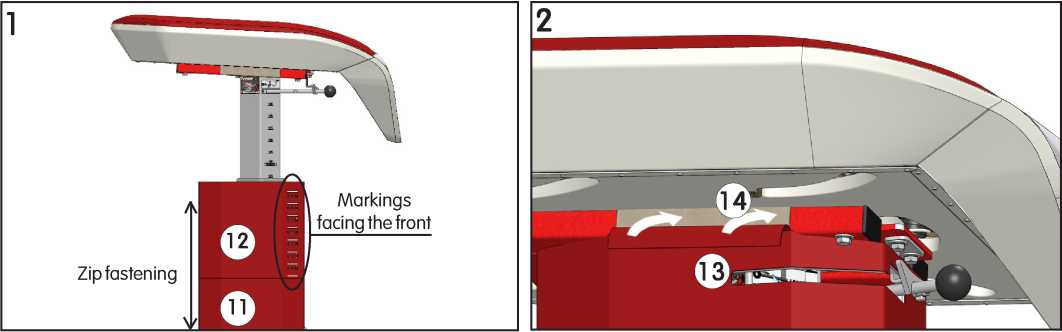 1
2
14
Markings
facing the front
12
13
Zip fastening
11